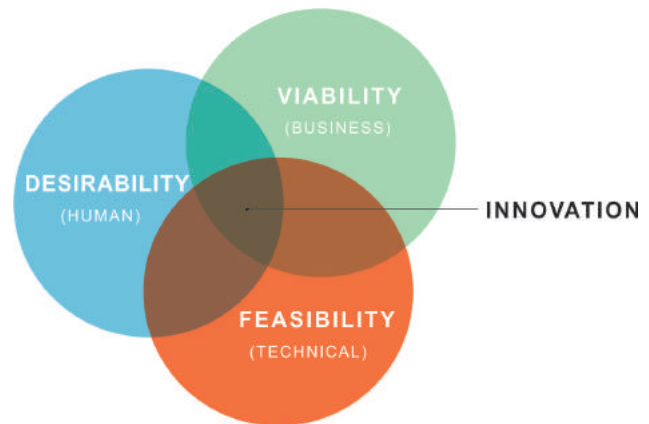 VIABILITY
(BUSINESS)
DESIRABILITY
(HUMAN)
INNOVATION
FEASIBILITY
(TECHNICAL)